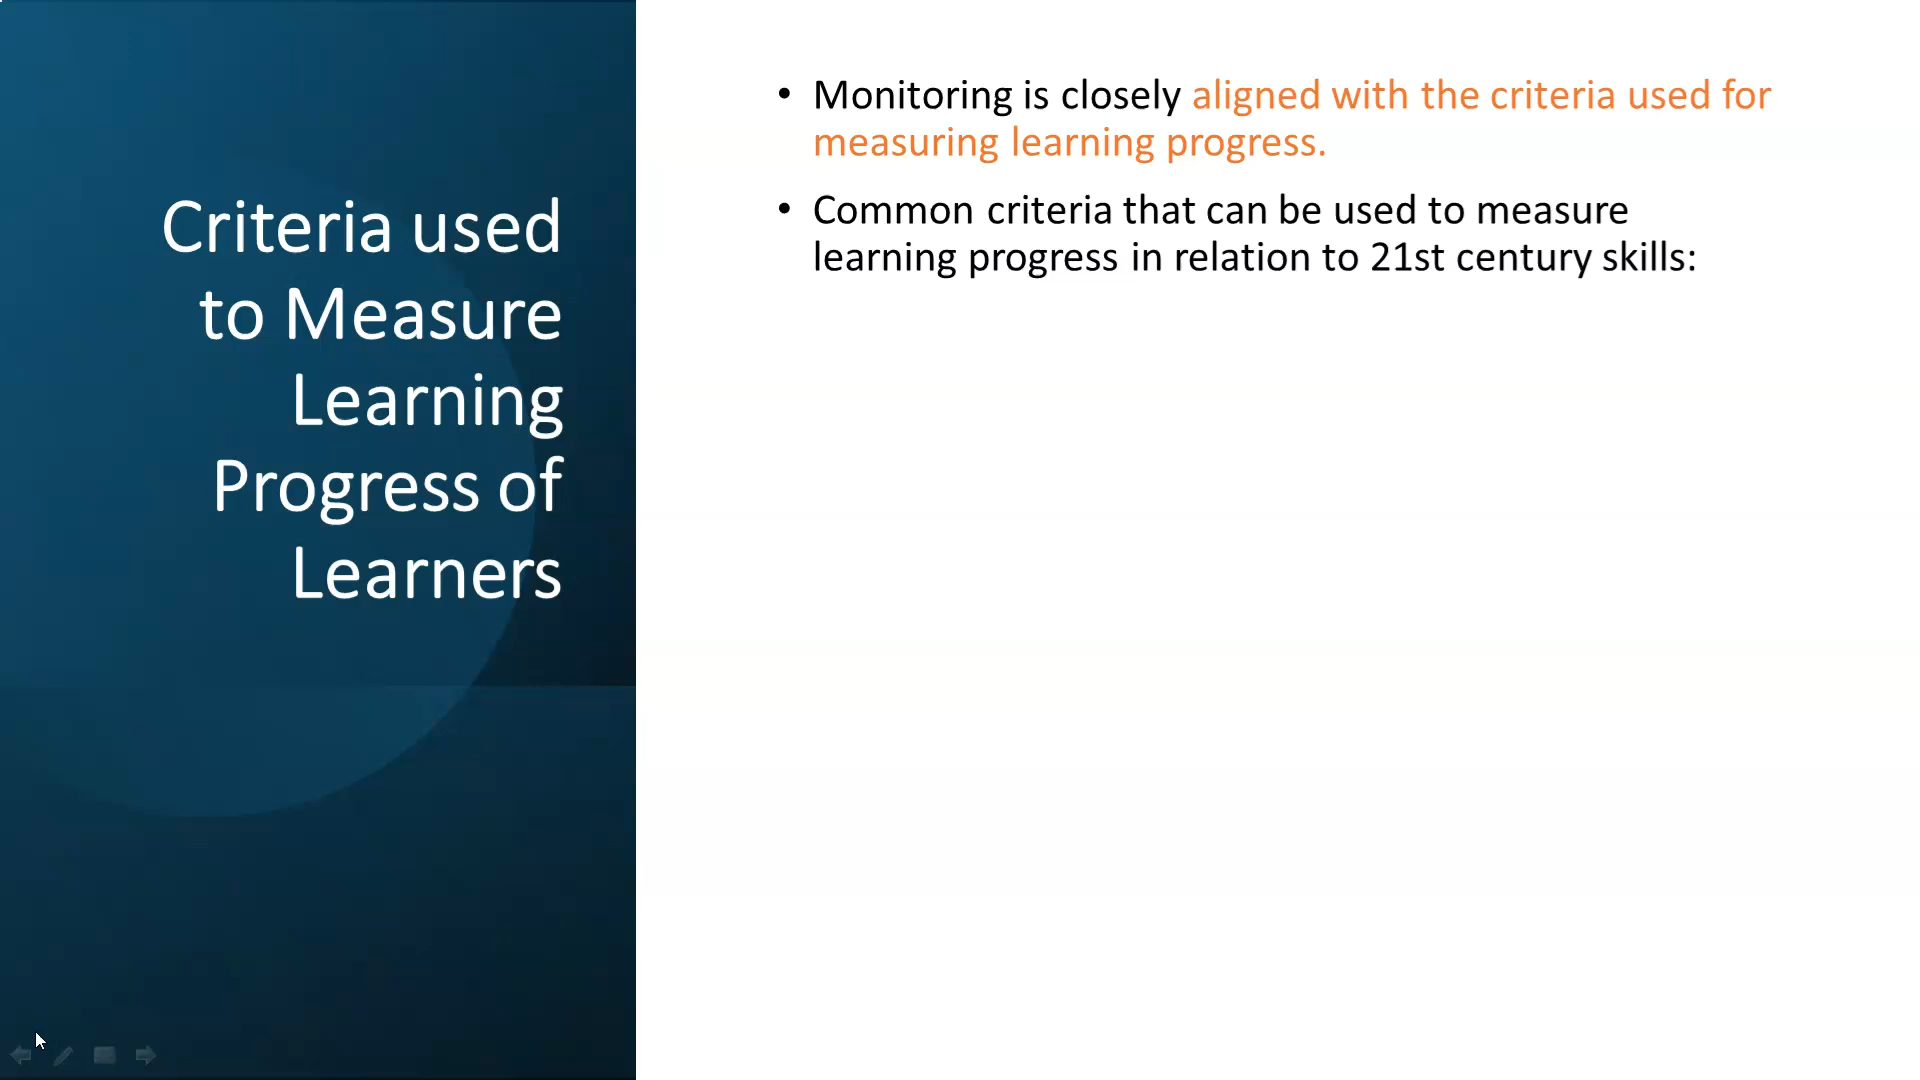 Criteria used
to Measure
Learning
Progress of
Learners
• Monitoring is closely aligned with the criteria used for
measuring learning progress.
• Common criteria that can be used to measure
learning progress in relation to 21st century skills: